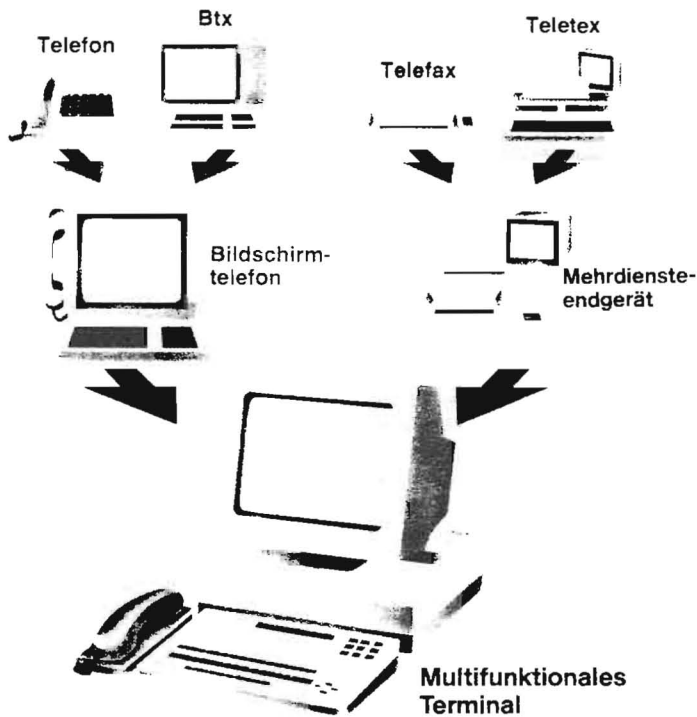 Telefon
Btx
Telefax
Teletex
Bildschirm-
telefon
Mehrdienste-
endgerät
Multifunktionales
Terminal